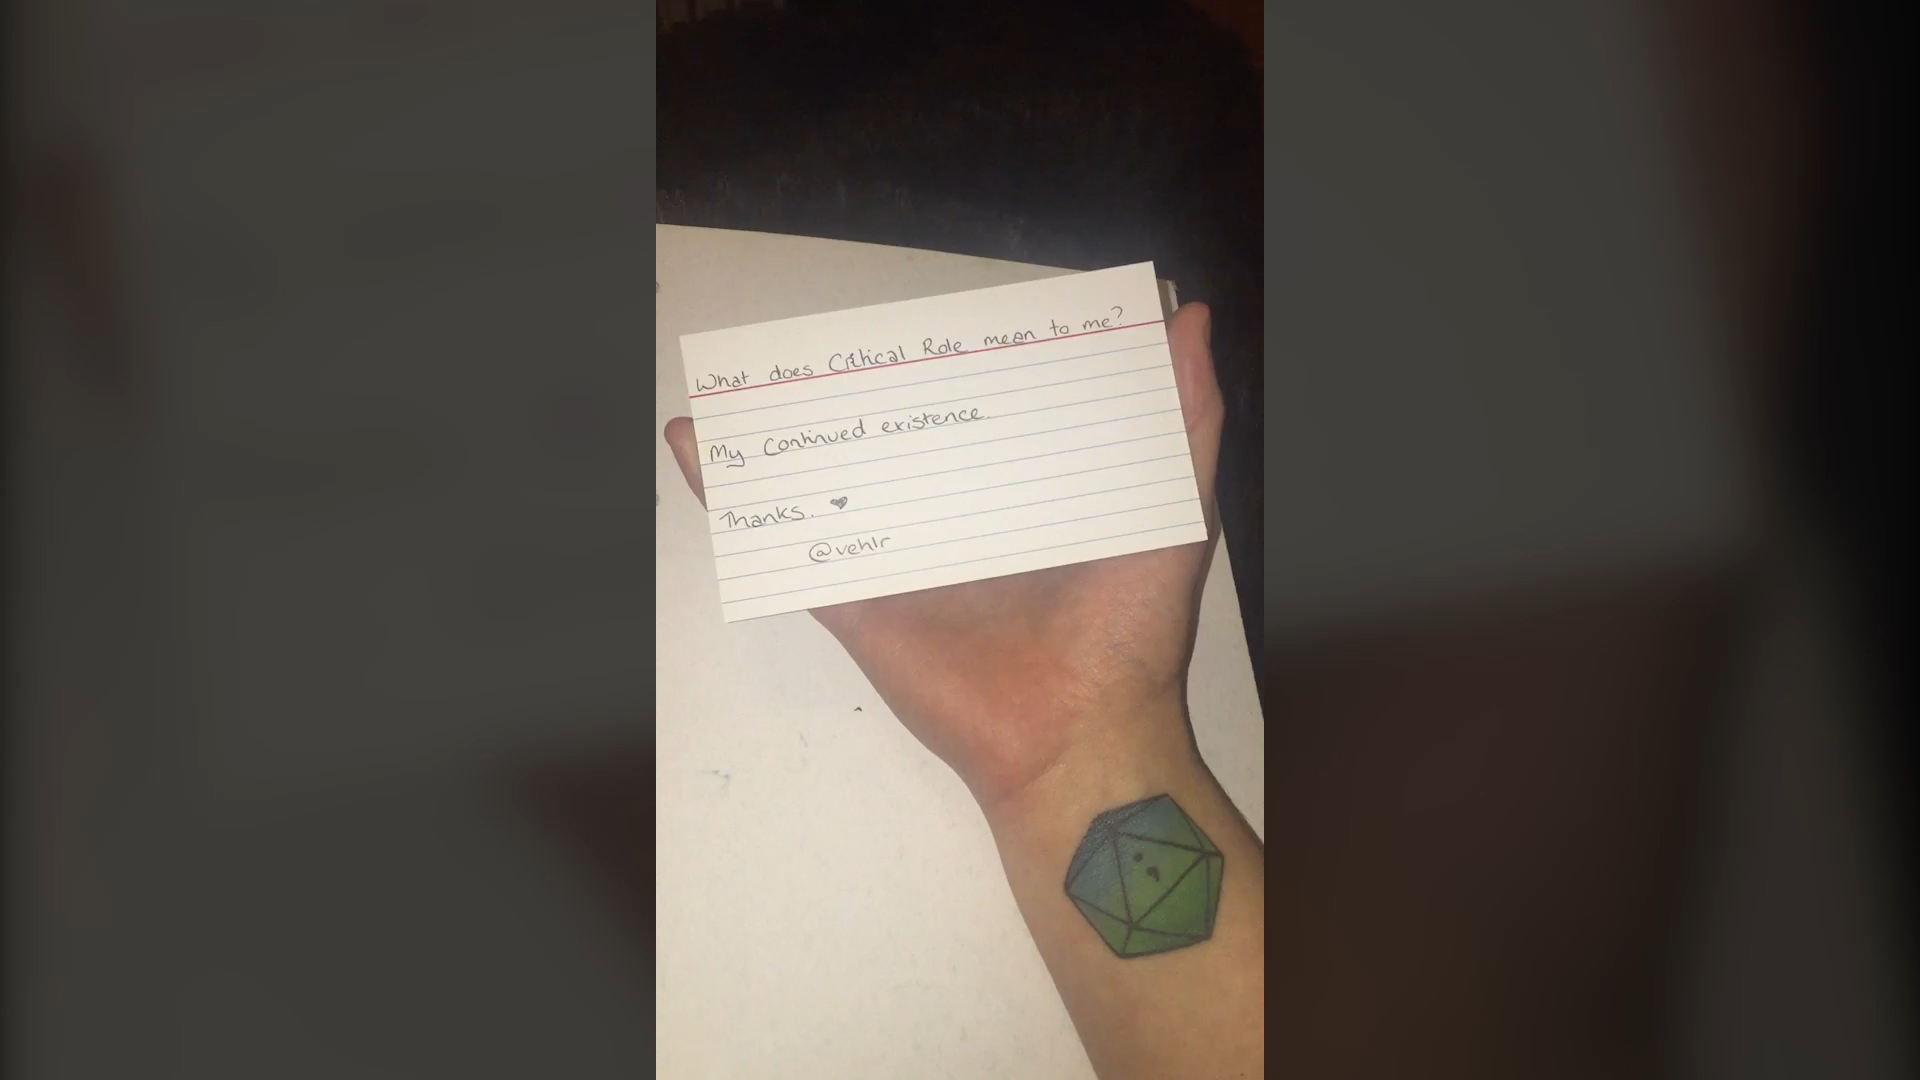 What does Critical Role mean to me?
My Continued existence.
Thanks. ♥
@vehlr
;